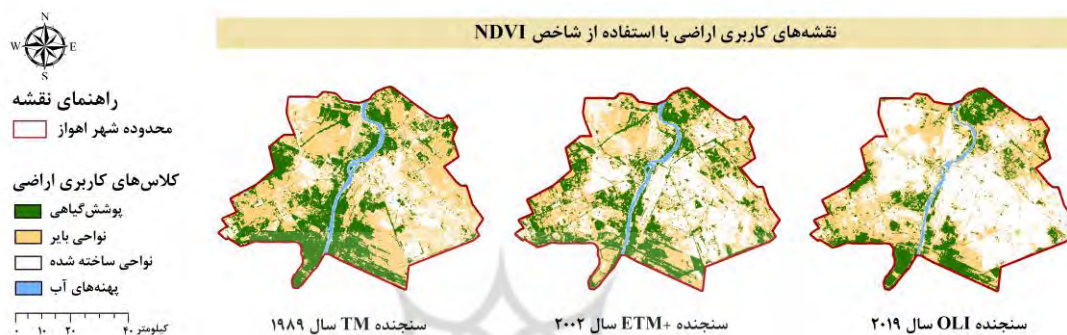 نقشه‌های کاربری اراضی با استفاده از شاخص NDVI
N
W E
S
راهنمای نقشه
محدوده شهر اهواز
کلاس‌های کاربری اراضی
پوشش‌گیاهی
نواحی بایر
نواحی ساخته شده
پهنه‌های آب
۰ ۱۰ ۲۰ ۴۰ کیلومتر
سنجنده TM سال ۱۹۸۹
سنجنده ETM+ سال ۲۰۰۲
سنجنده OLI سال ۲۰۱۹